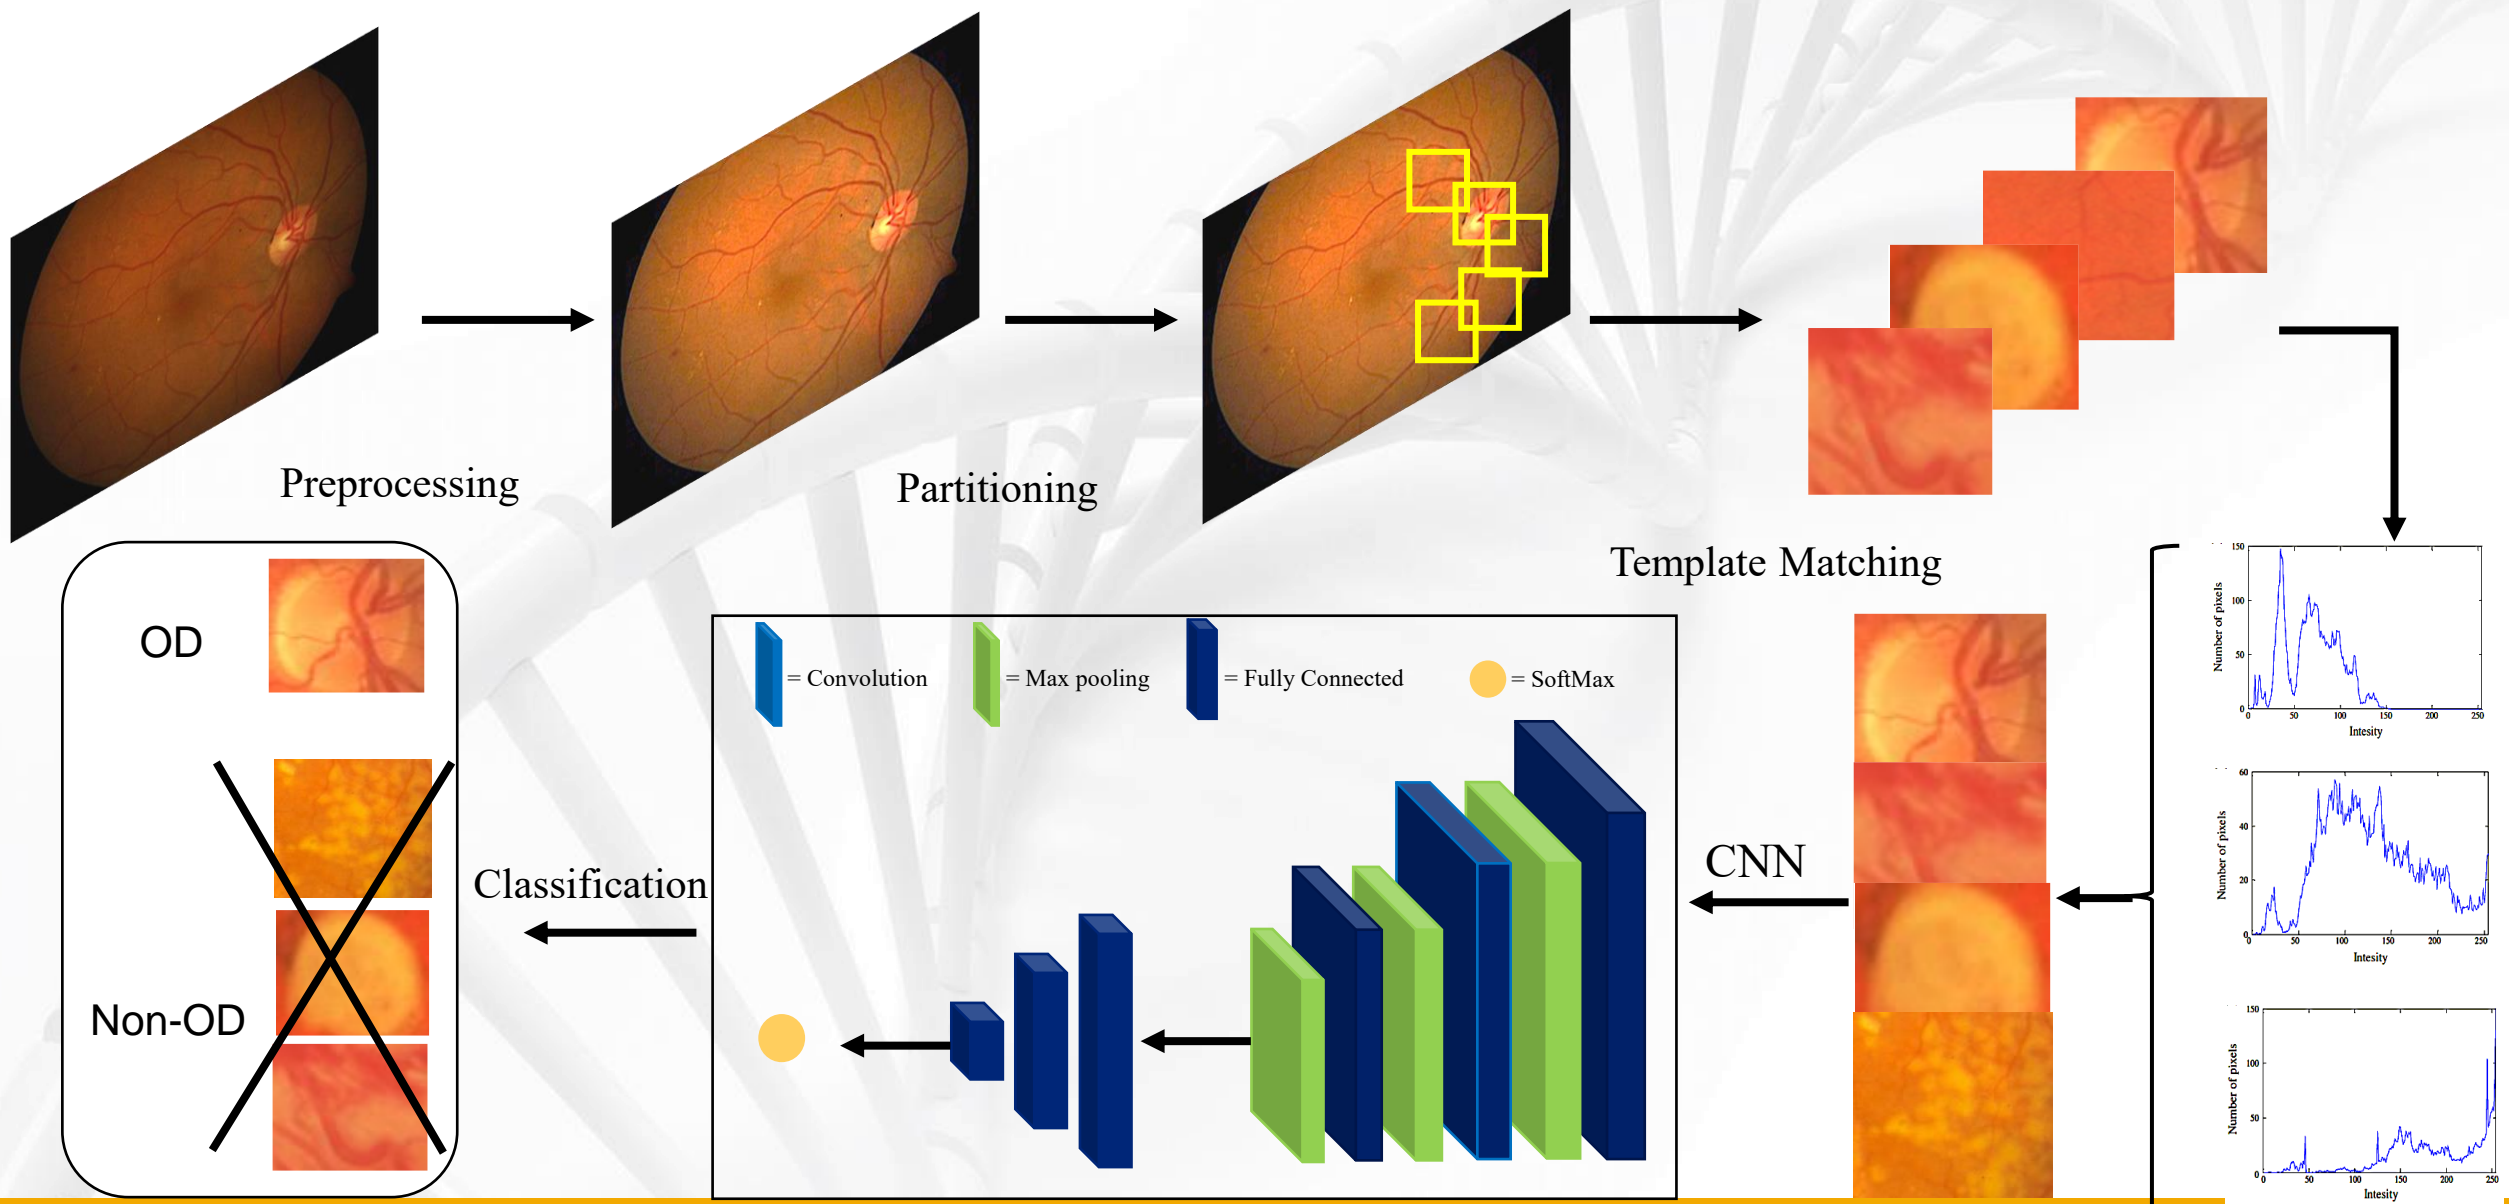 Preprocessing
Partitioning
Template Matching
150
100
50
0
0 50 100 150 200 250
Number of pixels
Intesity
60
40
20
0
0 50 100 150 200 250
Number of pixels
Intesity
150
100
50
0
0 50 100 150 200 250
Number of pixels
CNN
= Convolution
= Max pooling
= Fully Connected
= SoftMax
Classification
OD
Non-OD